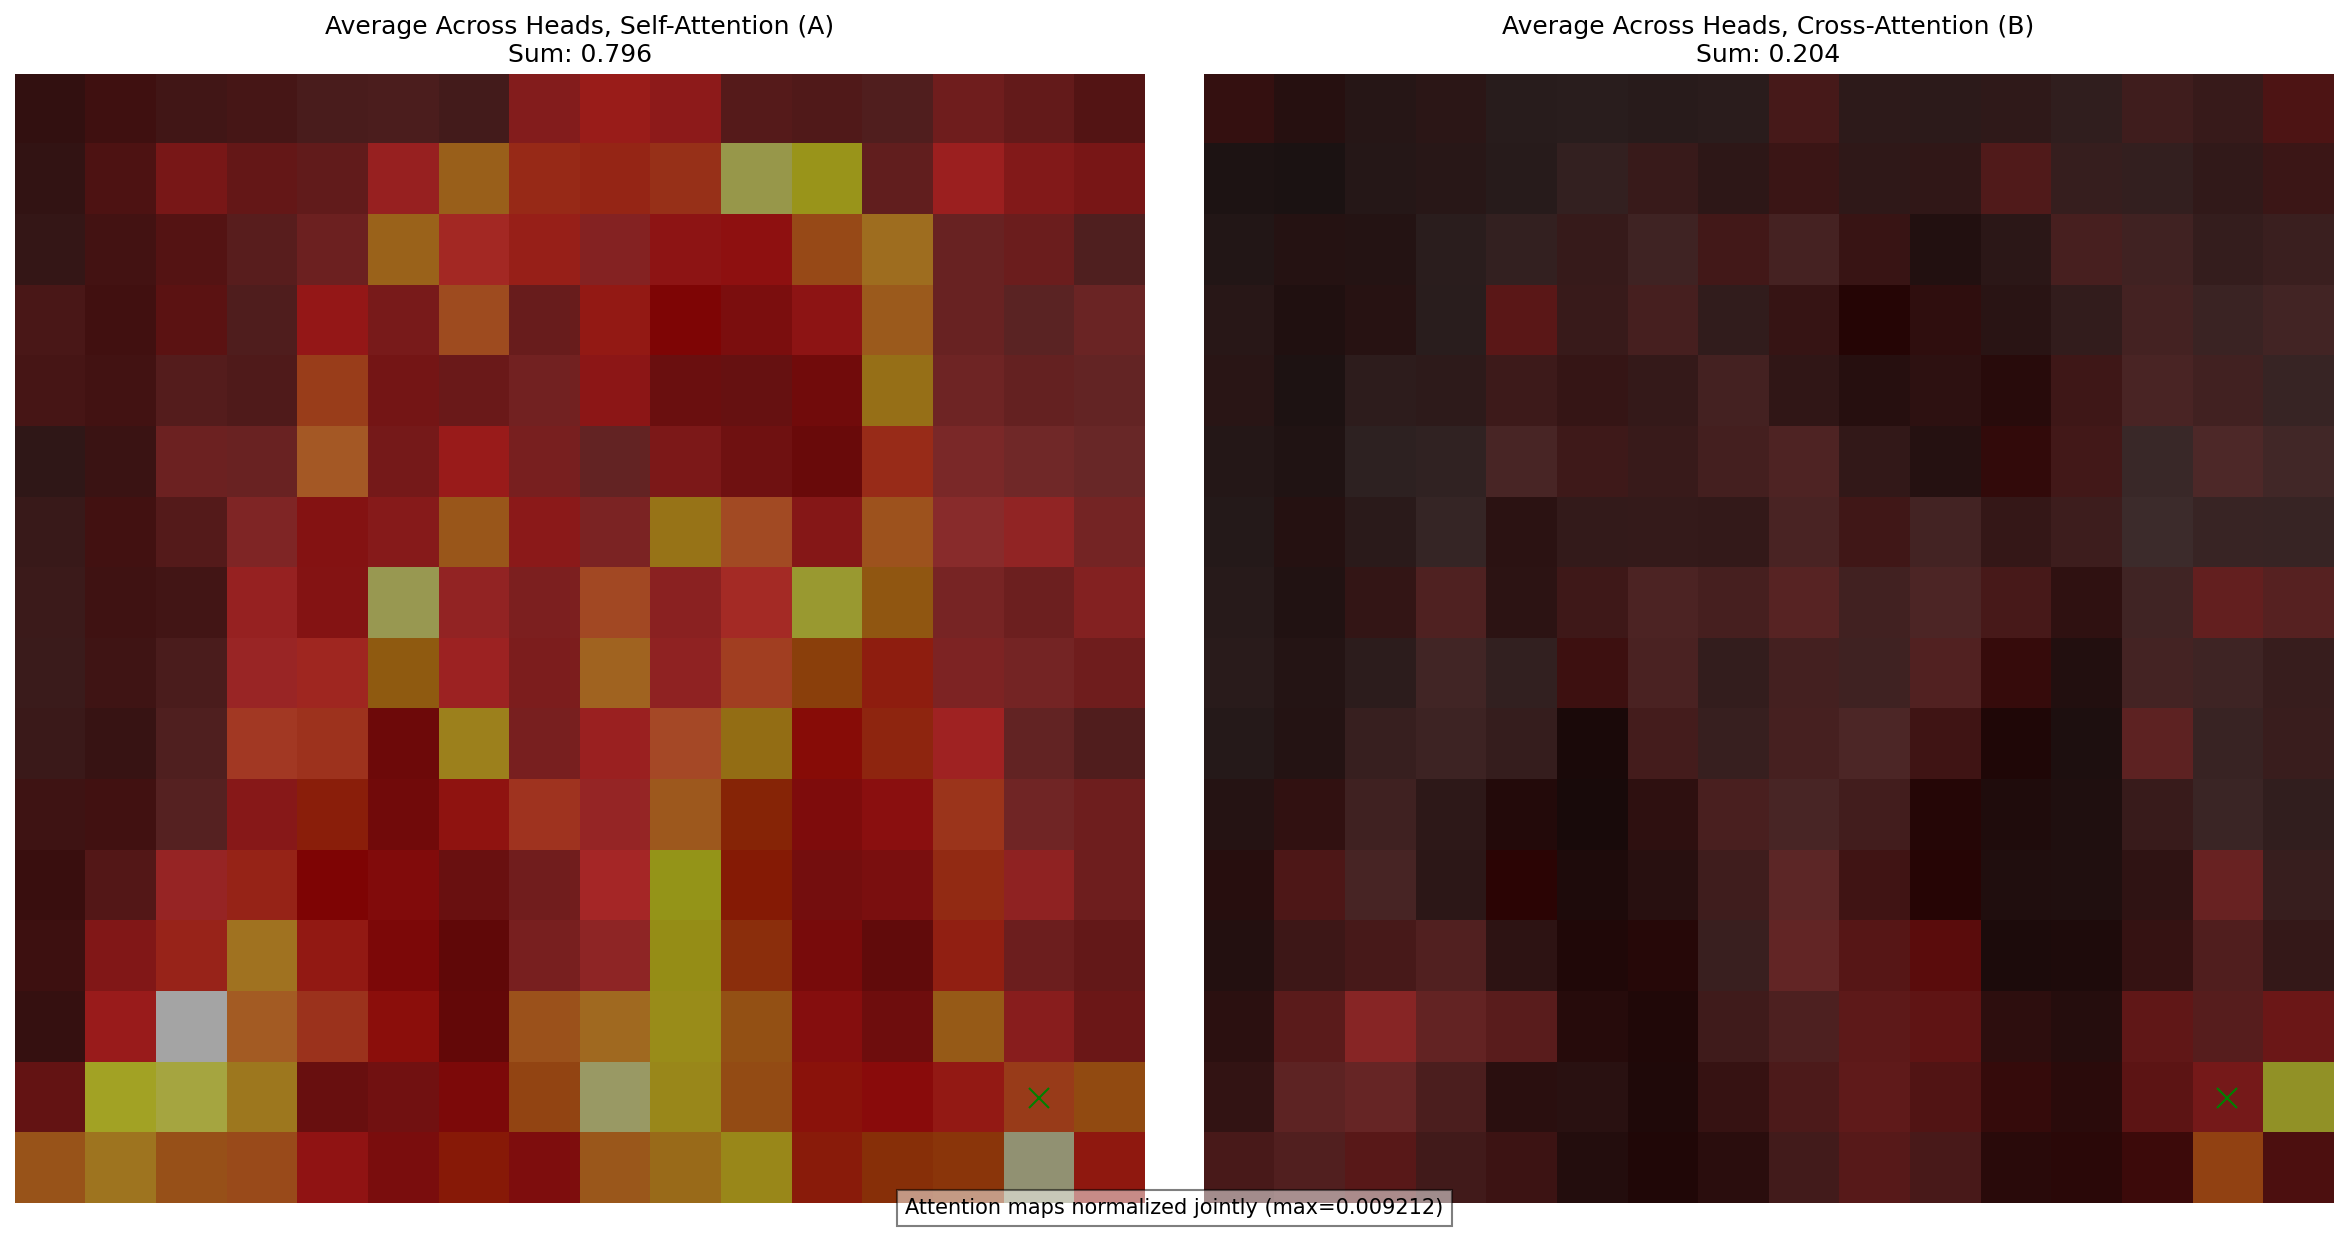 Average Across Heads, Self-Attention (A)
Sum: 0.796
Average Across Heads, Cross-Attention (B)
Sum: 0.204
Attention maps normalized jointly (max=0.009212)